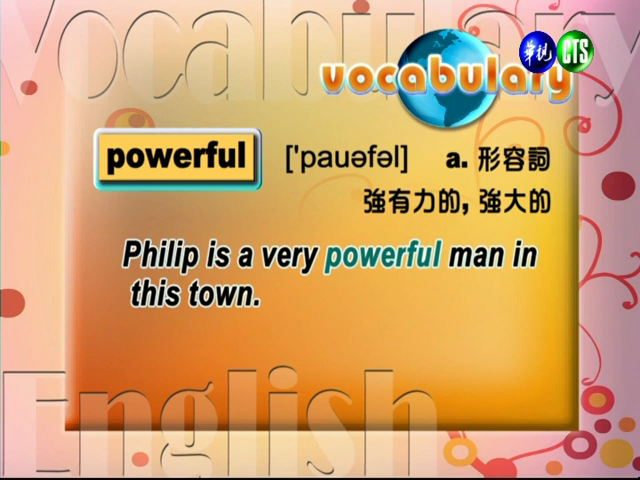 Vocabulary
華視 CTS
vocabulary
powerful ['pauəfəl] a. 形容詞
強有力的, 強大的
Philip is a very powerful man in
this town.
English